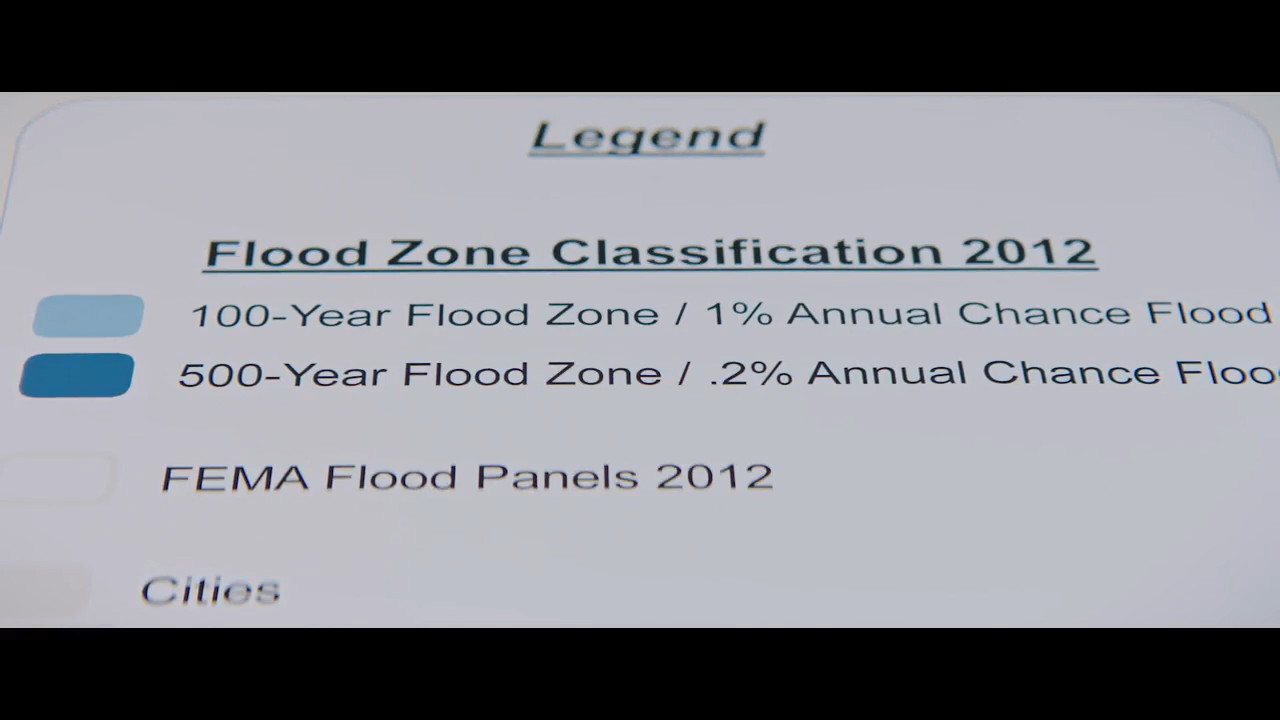 Legend
Flood Zone Classification 2012
100-Year Flood Zone / 1% Annual Chance Flood
500-Year Flood Zone / .2% Annual Chance Floo
FEMA Flood Panels 2012
Cities